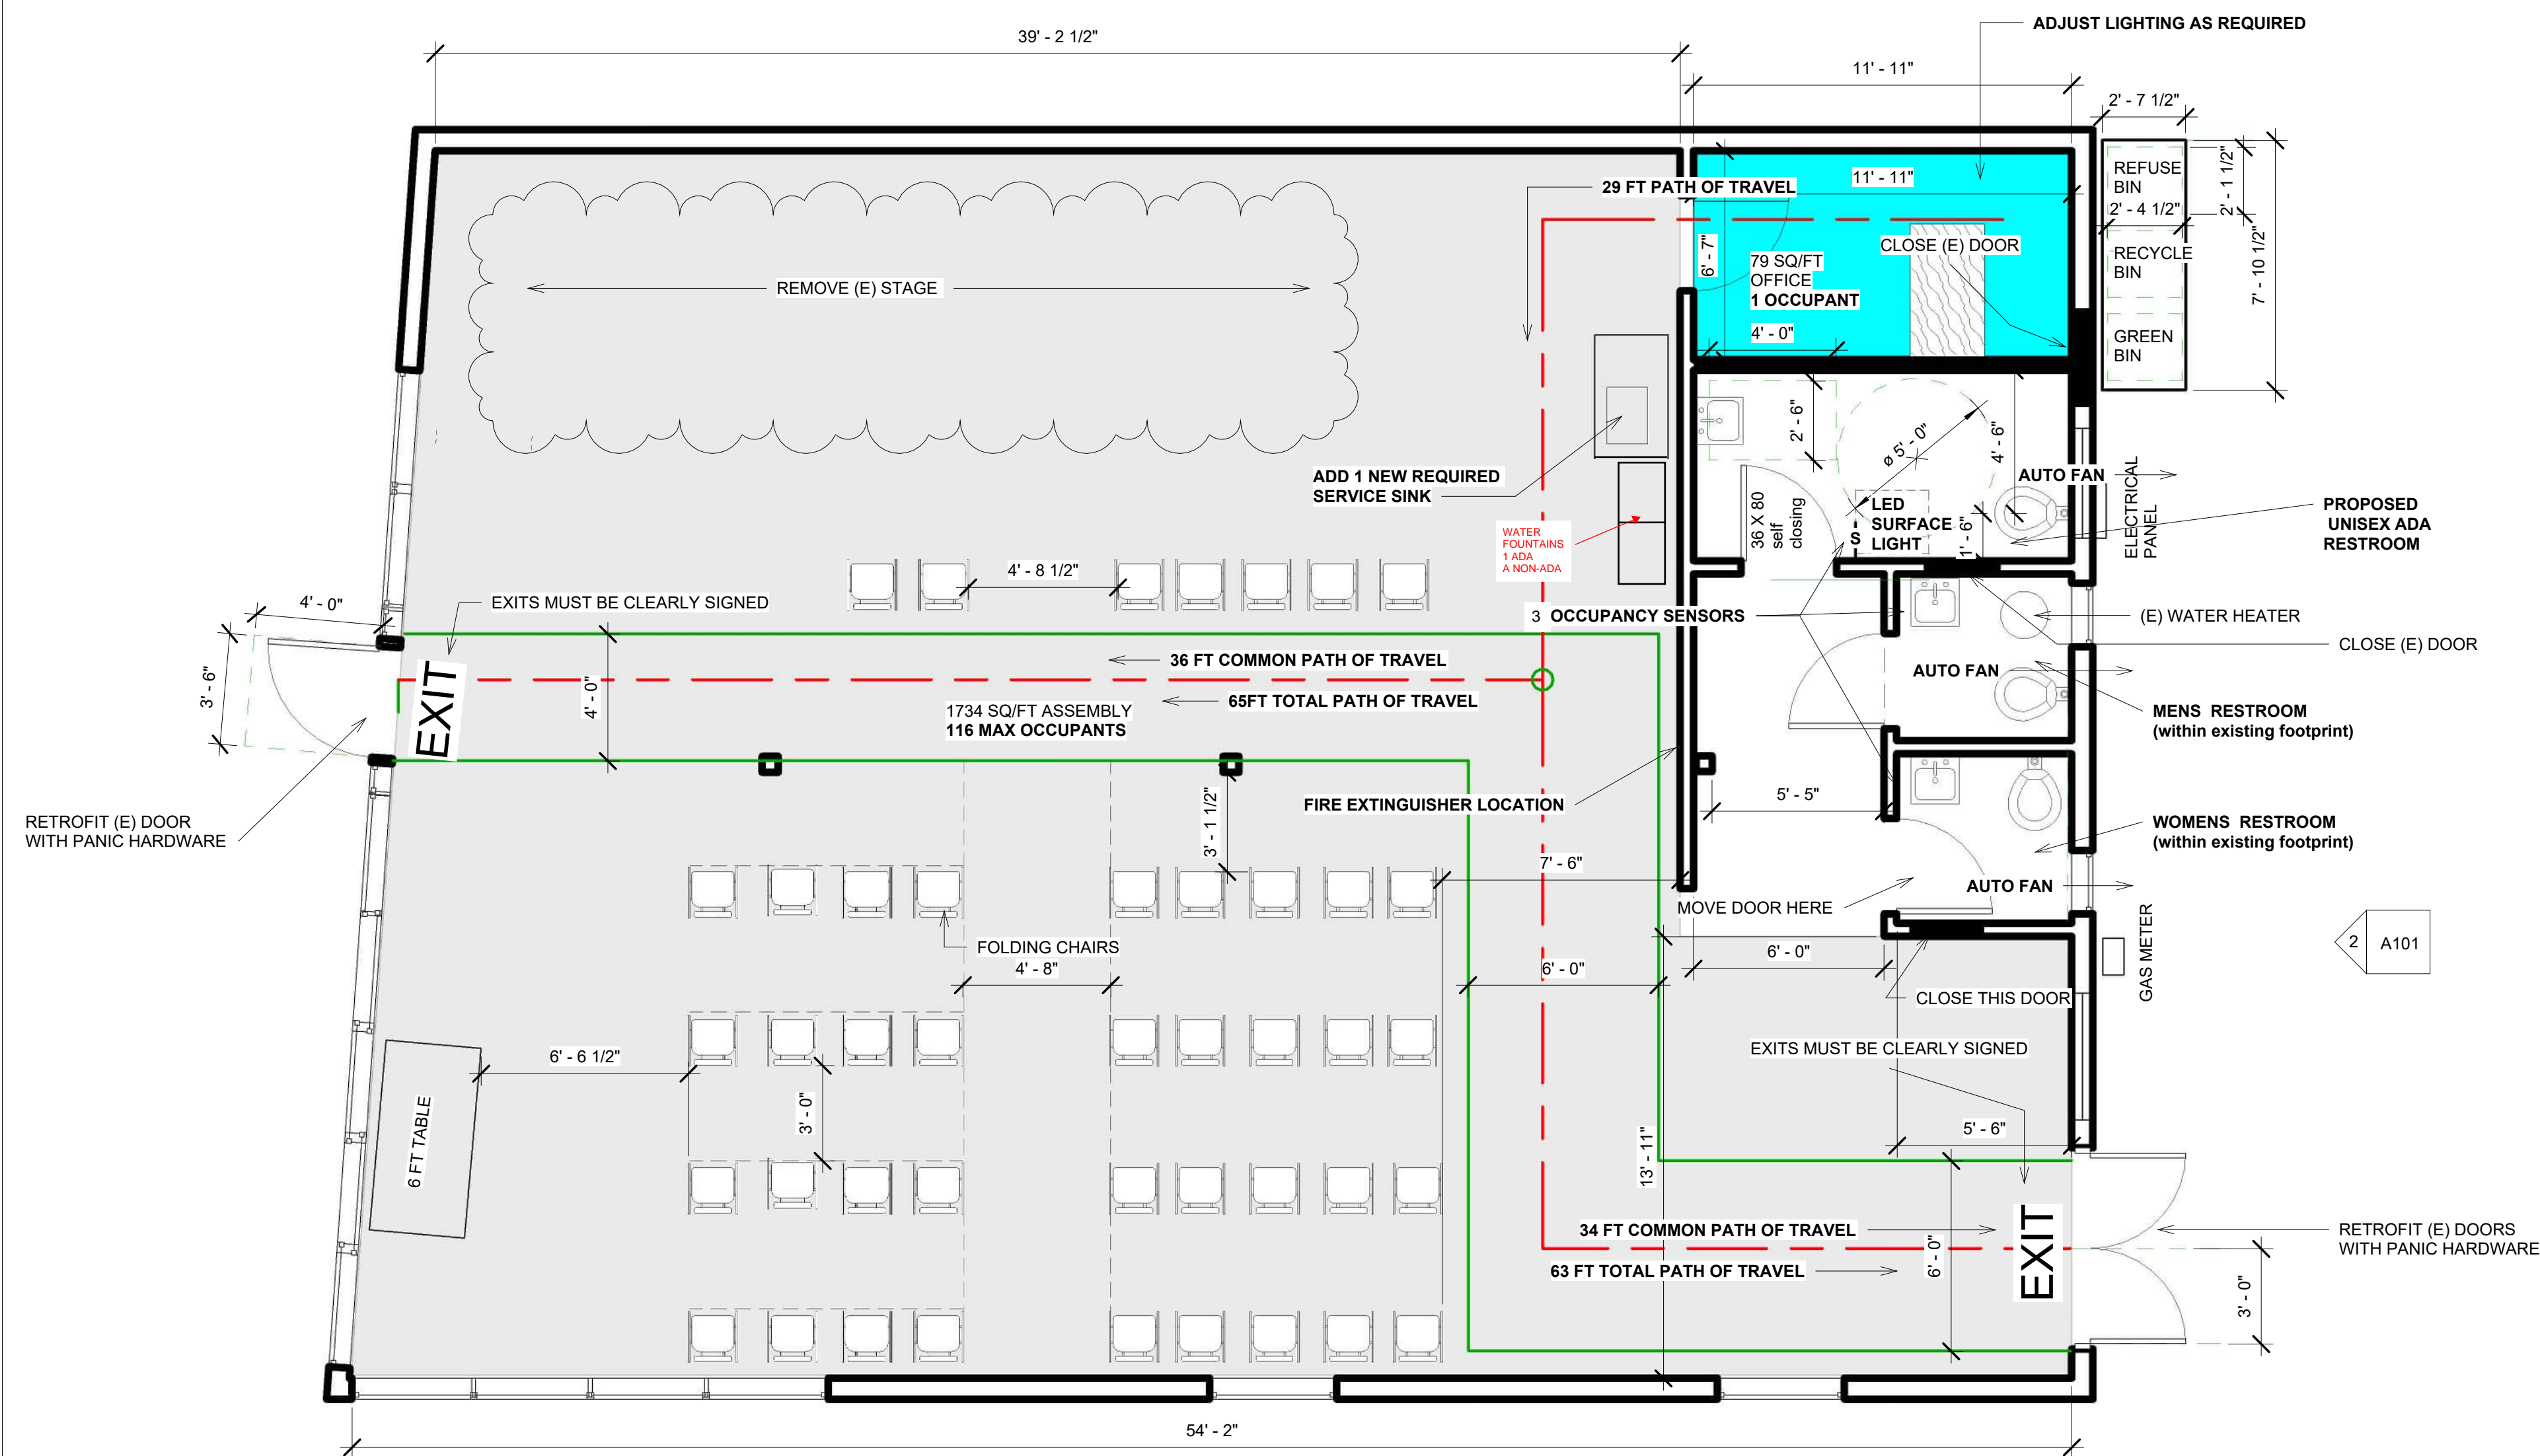 39' - 2 1/2"
ADJUST LIGHTING AS REQUIRED
11' - 11"
2' - 7 1/2"
29 FT PATH OF TRAVEL
11' - 11"
REFUSE
BIN
2' - 1 1/2"
2' - 4 1/2"
CLOSE (E) DOOR
6' - 7"
79 SQ/FT
OFFICE
1 OCCUPANT
RECYCLE
BIN
7' - 10 1/2"
REMOVE (E) STAGE
4' - 0"
GREEN
BIN
2' - 6"
ø 5' - 0"
4' - 6"
AUTO FAN
ELECTRICAL
PANEL
ADD 1 NEW REQUIRED
SERVICE SINK
36 X 80
self
closing
LED
SURFACE
LIGHT
S
1' - 6"
PROPOSED
UNISEX ADA
RESTROOM
WATER
FOUNTAINS
1 ADA
A NON-ADA
4' - 8 1/2"
4' - 0"
EXITS MUST BE CLEARLY SIGNED
3 OCCUPANCY SENSORS
(E) WATER HEATER
CLOSE (E) DOOR
3' - 6"
EXIT
4' - 0"
36 FT COMMON PATH OF TRAVEL
65FT TOTAL PATH OF TRAVEL
1734 SQ/FT ASSEMBLY
116 MAX OCCUPANTS
AUTO FAN
MENS RESTROOM
(within existing footprint)
RETROFIT (E) DOOR
WITH PANIC HARDWARE
FIRE EXTINGUISHER LOCATION
5' - 5"
3' - 1 1/2"
WOMENS RESTROOM
(within existing footprint)
7' - 6"
AUTO FAN
MOVE DOOR HERE
FOLDING CHAIRS
4' - 8"
6' - 0"
6' - 0"
GAS METER
2
A101
CLOSE THIS DOOR
6' - 6 1/2"
EXITS MUST BE CLEARLY SIGNED
3' - 0"
6 FT TABLE
13' - 11"
5' - 6"
34 FT COMMON PATH OF TRAVEL
63 FT TOTAL PATH OF TRAVEL
6' - 0"
EXIT
RETROFIT (E) DOORS
WITH PANIC HARDWARE
3' - 0"
54' - 2"